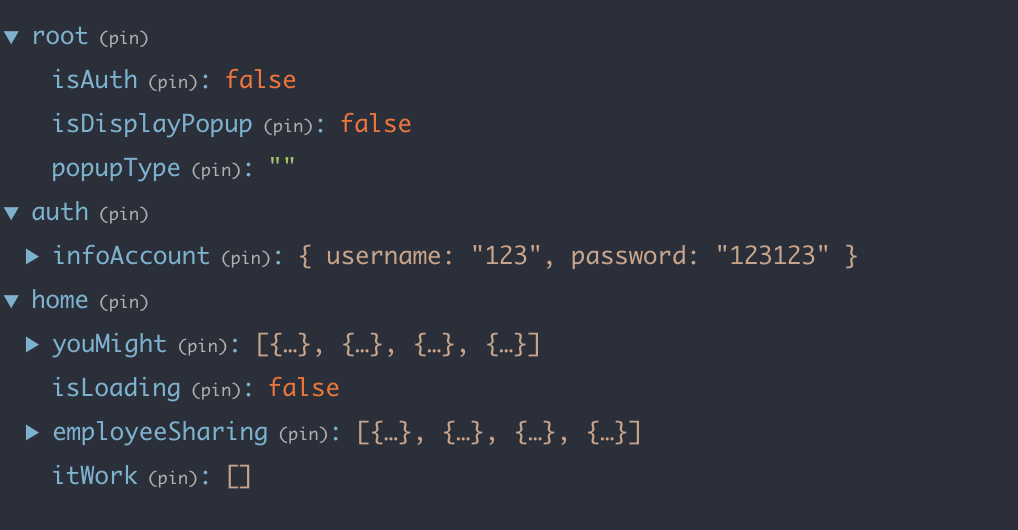 root (pin)
isAuth (pin): false
isDisplayPopup (pin): false
popupType (pin): ""
auth (pin)
infoAccount (pin): { username: "123", password: "123123" }
home (pin)
youMight (pin): [{…}, {…}, {…}, {…}]
isLoading (pin): false
employeeSharing (pin): [{…}, {…}, {…}, {…}]
itWork (pin): []